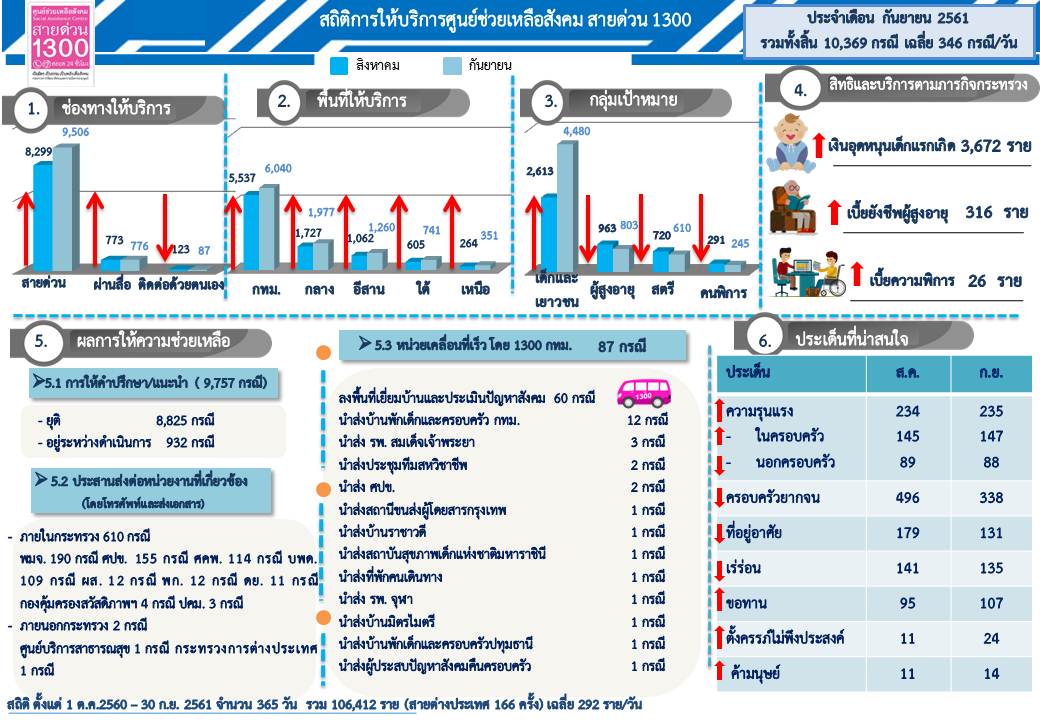 ศูนย์ช่วยเหลือสังคม
Social Assistance Center
สายด่วน
1300
ตลอด 24 ชั่วโมง
สถิติการให้บริการศูนย์ช่วยเหลือสังคม สายด่วน 1300
ประจำเดือน กันยายน 2561
รวมทั้งสิ้น 10,369 กรณี เฉลี่ย 346 กรณี/วัน
สิงหาคม
กันยายน
1.
ช่องทางให้บริการ
8,299
9,506
773
776
123
87
สายด่วน
ผ่านสื่อ
ติดต่อด้วยตนเอง
2.
พื้นที่ให้บริการ
5,537
6,040
1,727
1,977
1,062
1,260
605
741
264
351
กทม.
กลาง
อีสาน
ใต้
เหนือ
3.
กลุ่มเป้าหมาย
2,613
4,480
963
803
720
610
291
245
เด็กและ
เยาวชน
ผู้สูงอายุ
สตรี
คนพิการ
4.
สิทธิและบริการตามภารกิจกระทรวง
เงินอุดหนุนเด็กแรกเกิด 3,672 ราย
เบี้ยยังชีพผู้สูงอายุ 316 ราย
เบี้ยความพิการ 26 ราย
5.
ผลการให้ความช่วยเหลือ
5.1 การให้คำปรึกษา/แนะนำ ( 9,757 กรณี)
- ยุติ 8,825 กรณี
- อยู่ระหว่างดำเนินการ 932 กรณี
5.2 ประสานส่งต่อหน่วยงานที่เกี่ยวข้อง
(โดยโทรศัพท์และส่งเอกสาร)
- ภายในกระทรวง 610 กรณี
พมจ. 190 กรณี ศปช. 155 กรณี ศคพ. 114 กรณี บพด.
109 กรณี ผส. 12 กรณี พก. 12 กรณี ดย. 11 กรณี
กองคุ้มครองสวัสดิภาพฯ 4 กรณี ปคม. 3 กรณี
- ภายนอกกระทรวง 2 กรณี
ศูนย์บริการสาธารณสุข 1 กรณี กระทรวงการต่างประเทศ
1 กรณี
5.3 หน่วยเคลื่อนที่เร็ว โดย 1300 กทม. 87 กรณี
1300
ลงพื้นที่เยี่ยมบ้านและประเมินปัญหาสังคม 60 กรณี
นำส่งบ้านพักเด็กและครอบครัว กทม. 12 กรณี
นำส่ง รพ. สมเด็จเจ้าพระยา 3 กรณี
นำส่งประชุมทีมสหวิชาชีพ 2 กรณี
นำส่ง ศปข. 2 กรณี
นำส่งสถานีขนส่งผู้โดยสารกรุงเทพ 1 กรณี
นำส่งบ้านราชาวดี 1 กรณี
นำส่งสถาบันสุขภาพเด็กแห่งชาติมหาราชินี 1 กรณี
นำส่งที่พักคนเดินทาง 1 กรณี
นำส่ง รพ. จุฬา 1 กรณี
นำส่งบ้านมิตรไมตรี 1 กรณี
นำส่งบ้านพักเด็กและครอบครัวปทุมธานี 1 กรณี
นำส่งผู้ประสบปัญหาสังคมคืนครอบครัว 1 กรณี
6.
ประเด็นที่น่าสนใจ
ประเด็น ส.ค. ก.ย.
ความรุนแรง 234 235
- ในครอบครัว 145 147
- นอกครอบครัว 89 88
ครอบครัวยากจน 496 338
ที่อยู่อาศัย 179 131
เร่ร่อน 141 135
ขอทาน 95 107
ตั้งครรภ์ไม่พึงประสงค์ 11 24
ค้ามนุษย์ 11 14
สถิติ ตั้งแต่ 1 ต.ค.2560 – 30 ก.ย. 2561 จำนวน 365 วัน รวม 106,412 ราย (สายต่างประเทศ 166 ครั้ง) เฉลี่ย 292 ราย/วัน